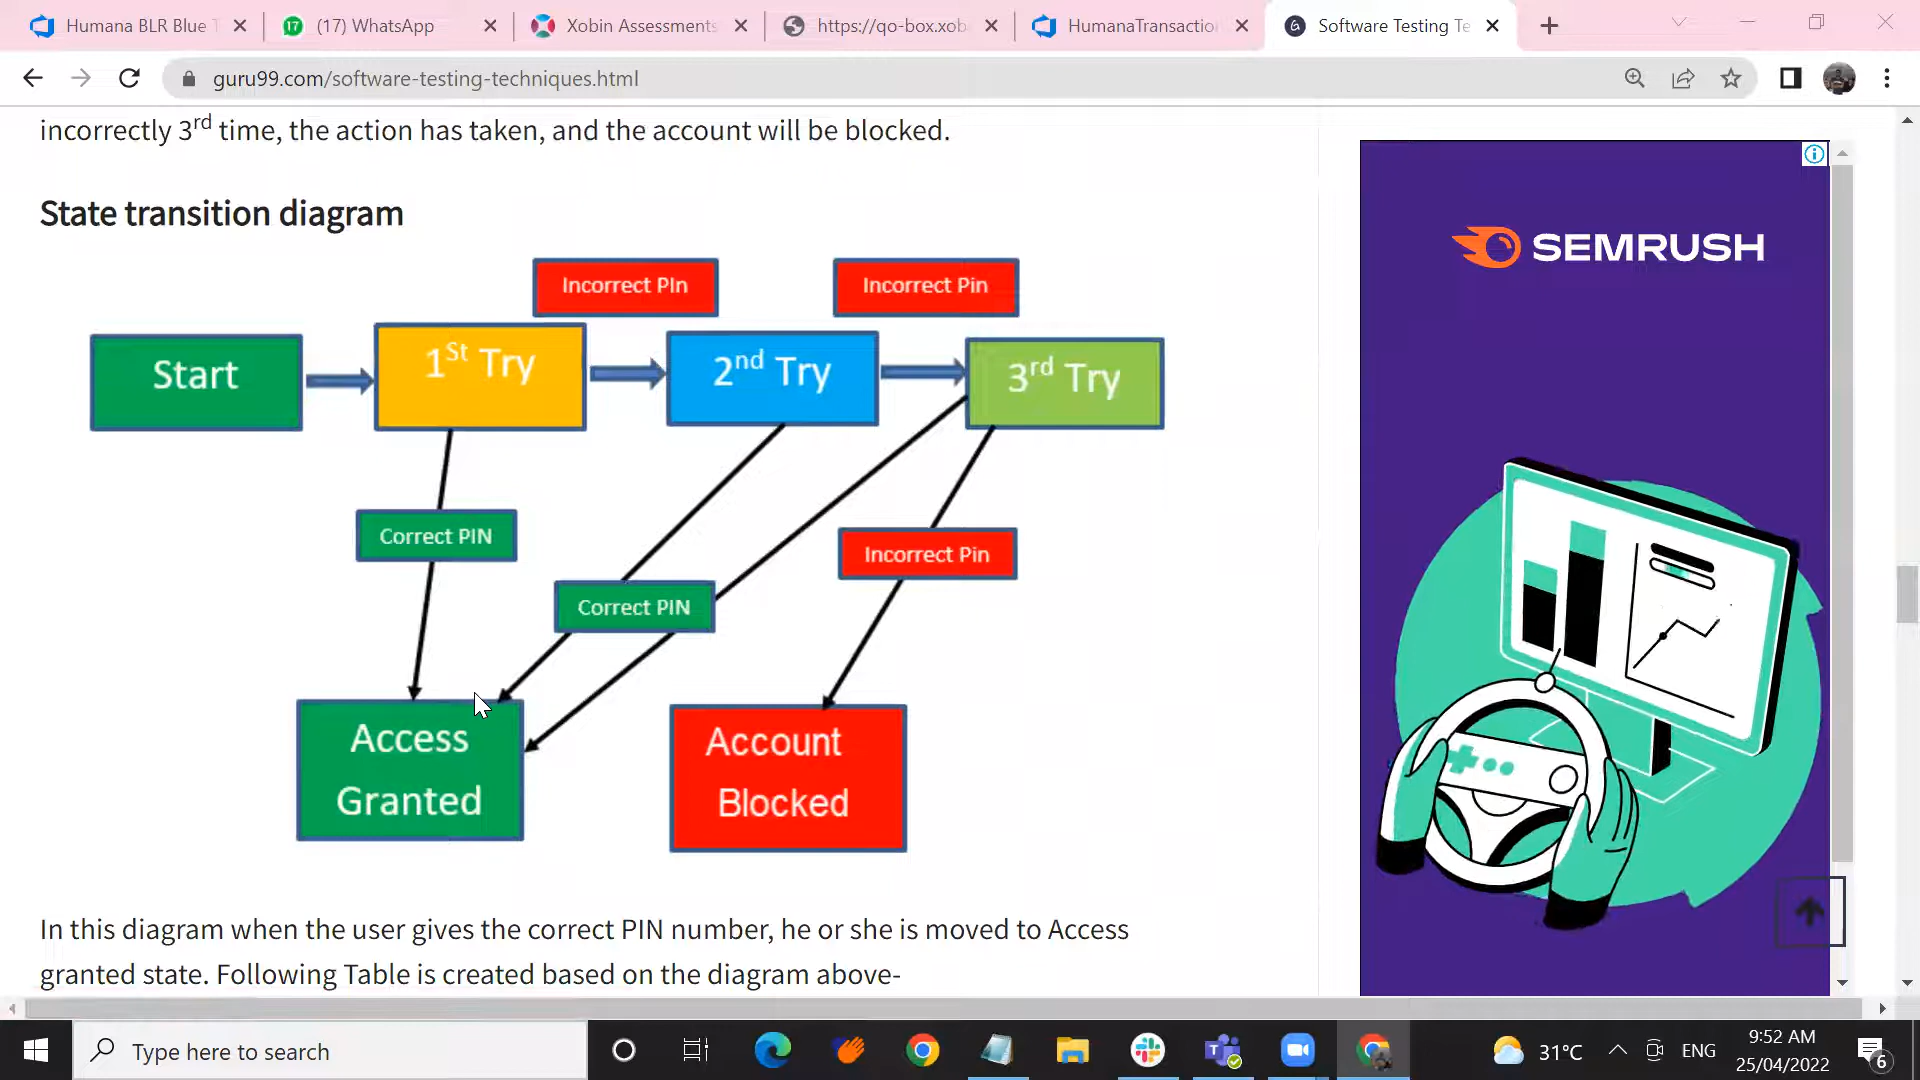 Humana BLR Blue T
(17) WhatsApp
Xobin Assessments
https://qo-box.xob
HumanaTransactio
Software Testing Te
guru99.com/software-testing-techniques.html
incorrectly 3rd time, the action has taken, and the account will be blocked.
State transition diagram
Incorrect PIn
Incorrect Pin
Start
1St Try
2nd Try
3rd Try
Correct PIN
Incorrect Pin
Correct PIN
Access
Granted
Account
Blocked
In this diagram when the user gives the correct PIN number, he or she is moved to Access
granted state. Following Table is created based on the diagram above-
SEMRUSH
Type here to search
31°C
ENG
9:52 AM
25/04/2022
6